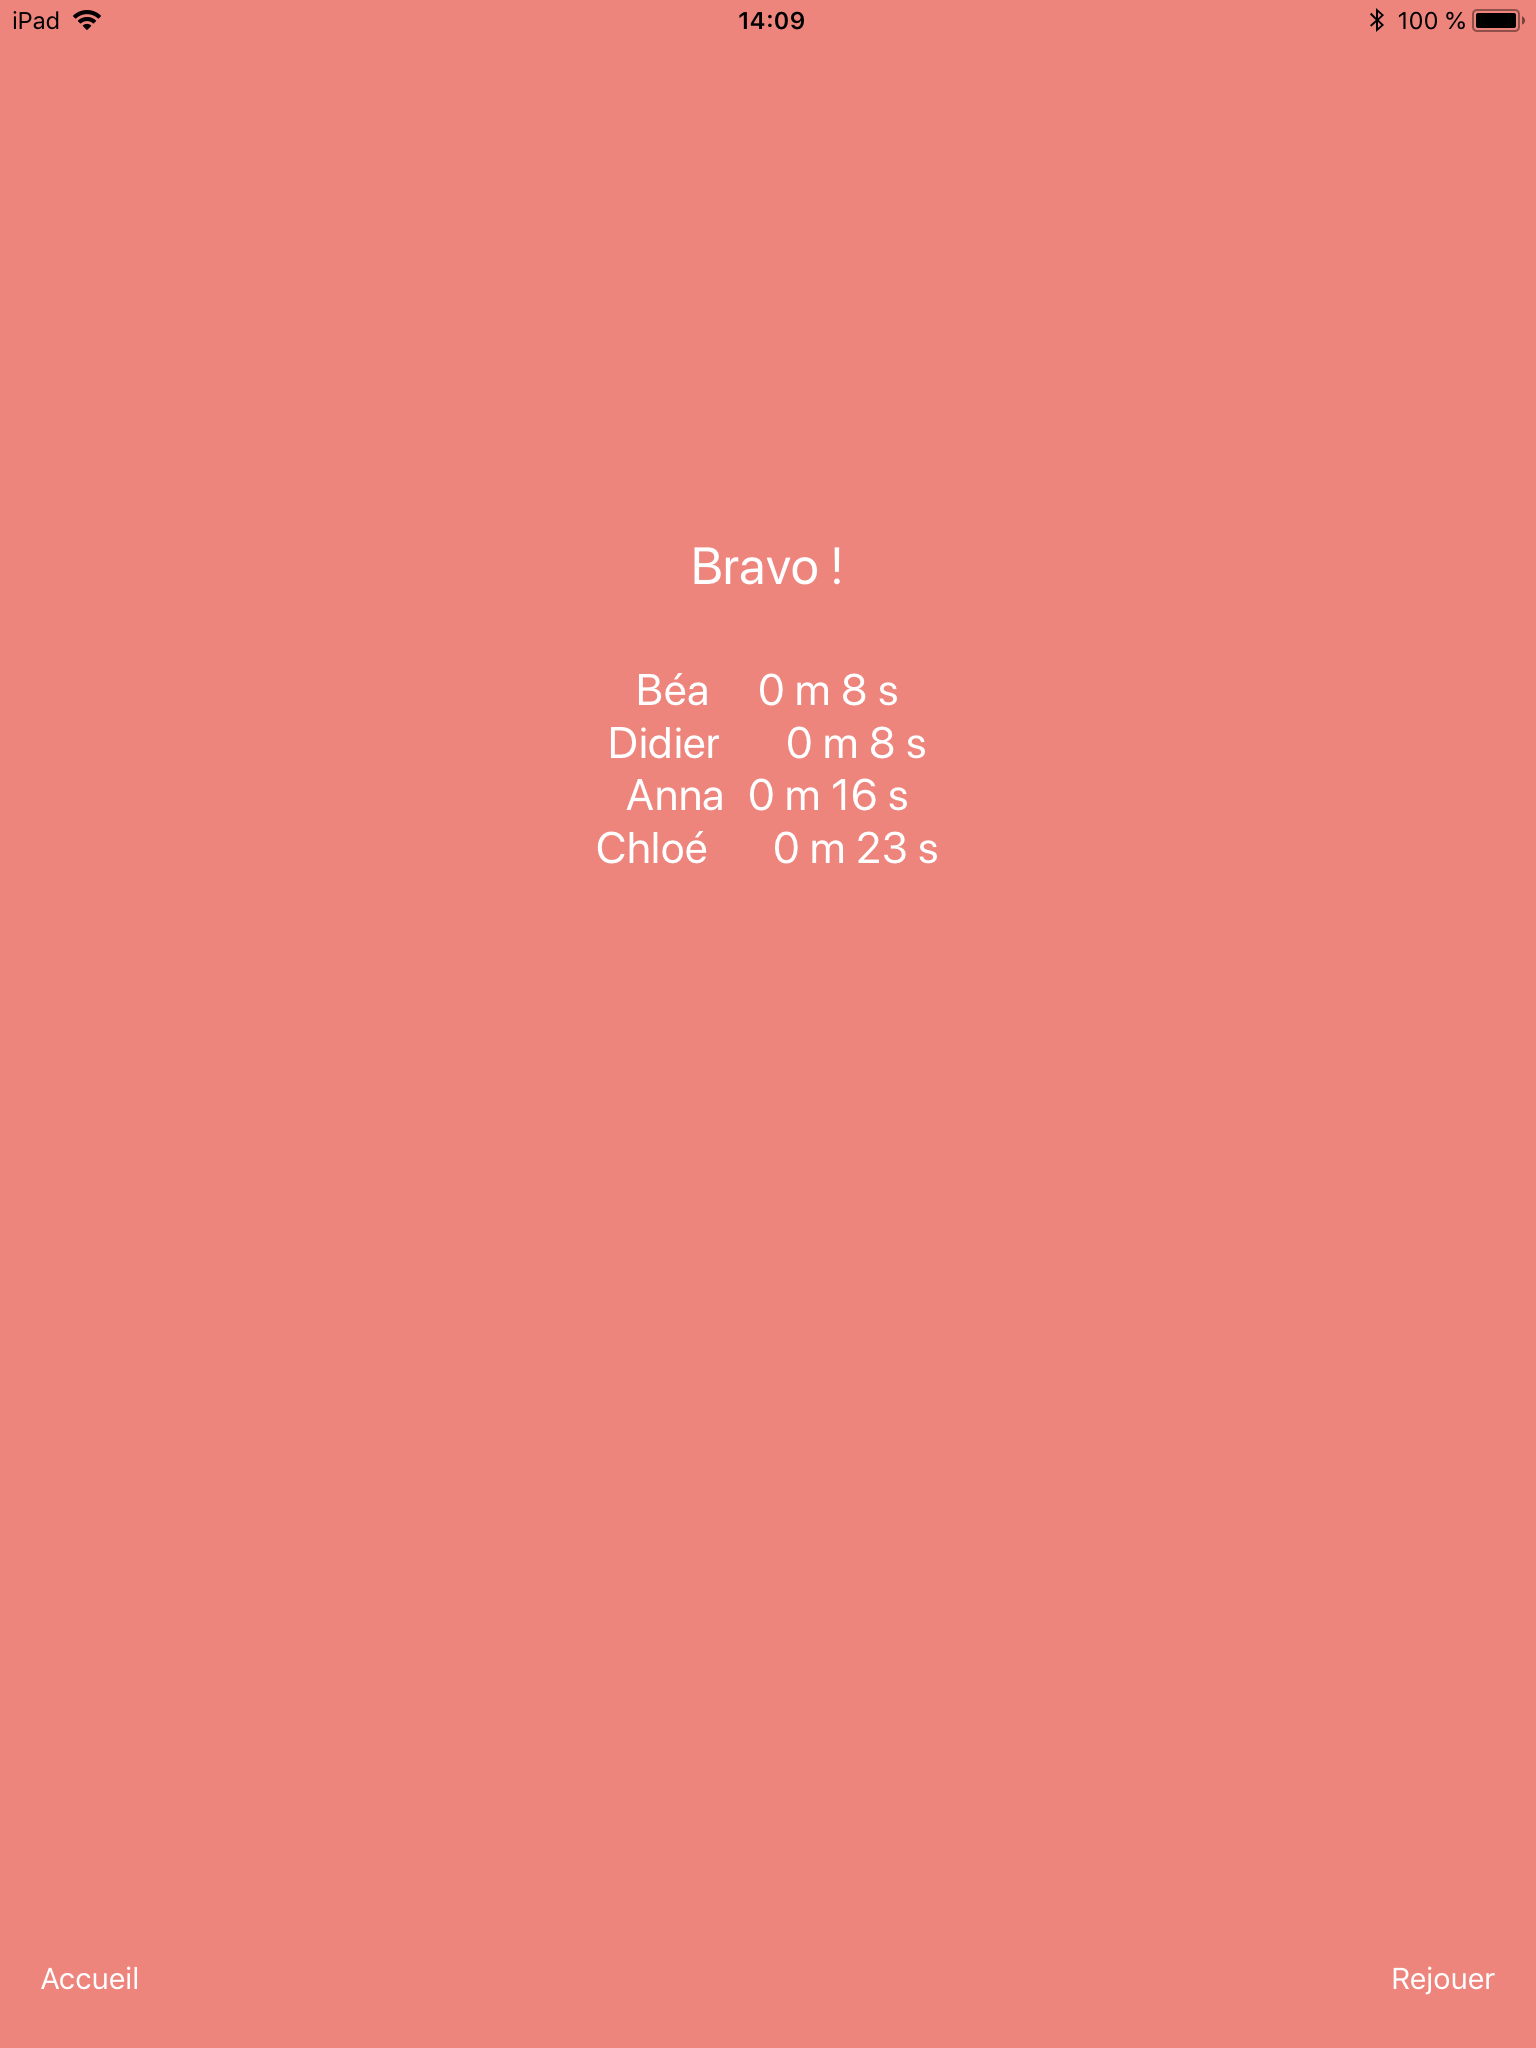 iPad 14:09 100 %
Bravo !
Béa 0 m 8 s
Didier 0 m 8 s
Anna 0 m 16 s
Chloé 0 m 23 s
Accueil Rejouer